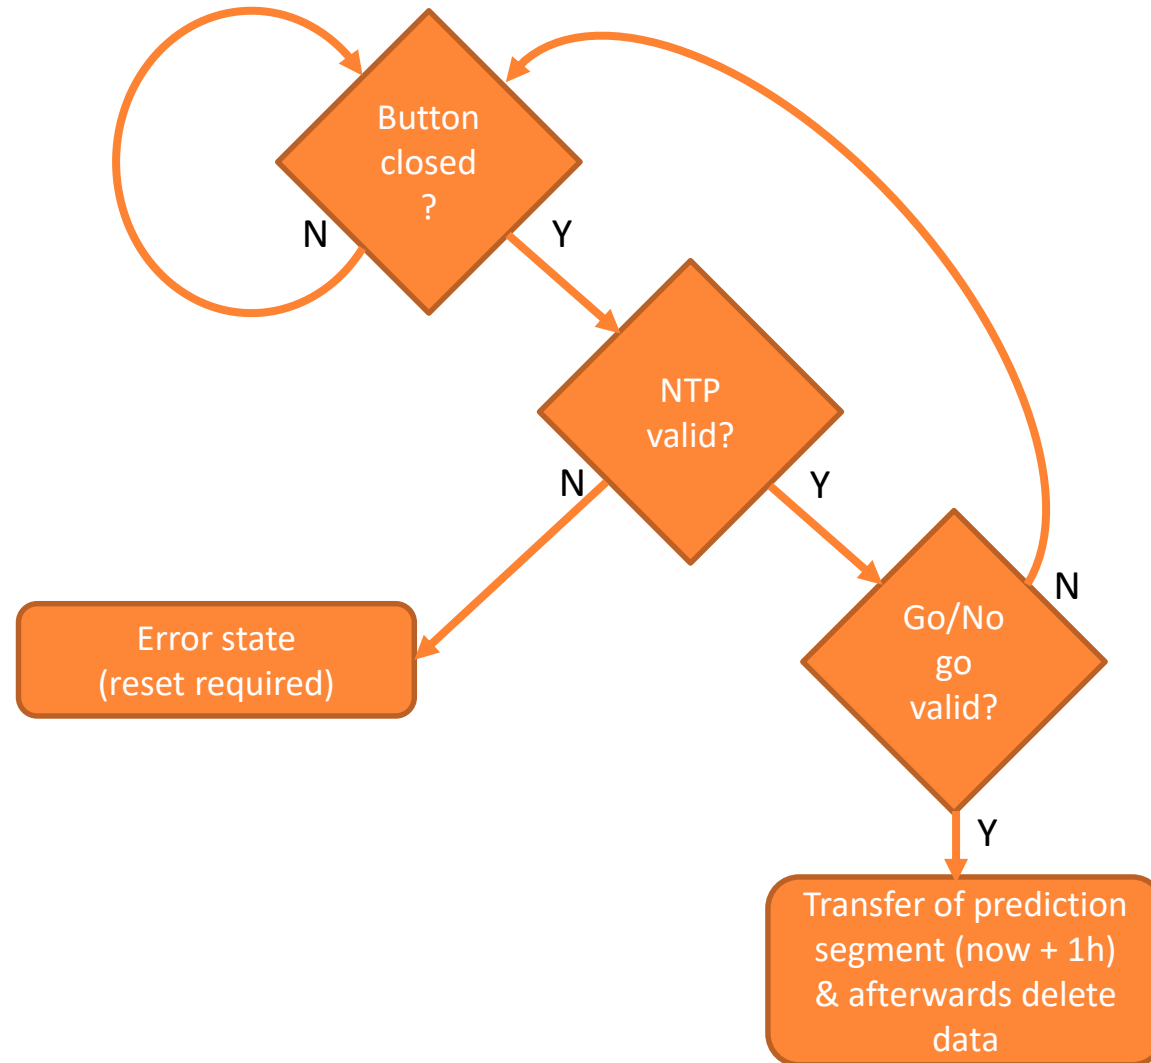 Button
closed
?
N
Y
NTP
valid?
N
Y
Error state
(reset required)
Go/No
go
valid?
N
Y
Transfer of prediction
segment (now + 1h)
& afterwards delete
data